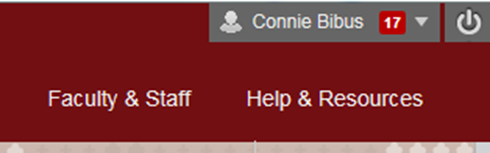 Connie Bibus 17
Faculty & Staff Help & Resources